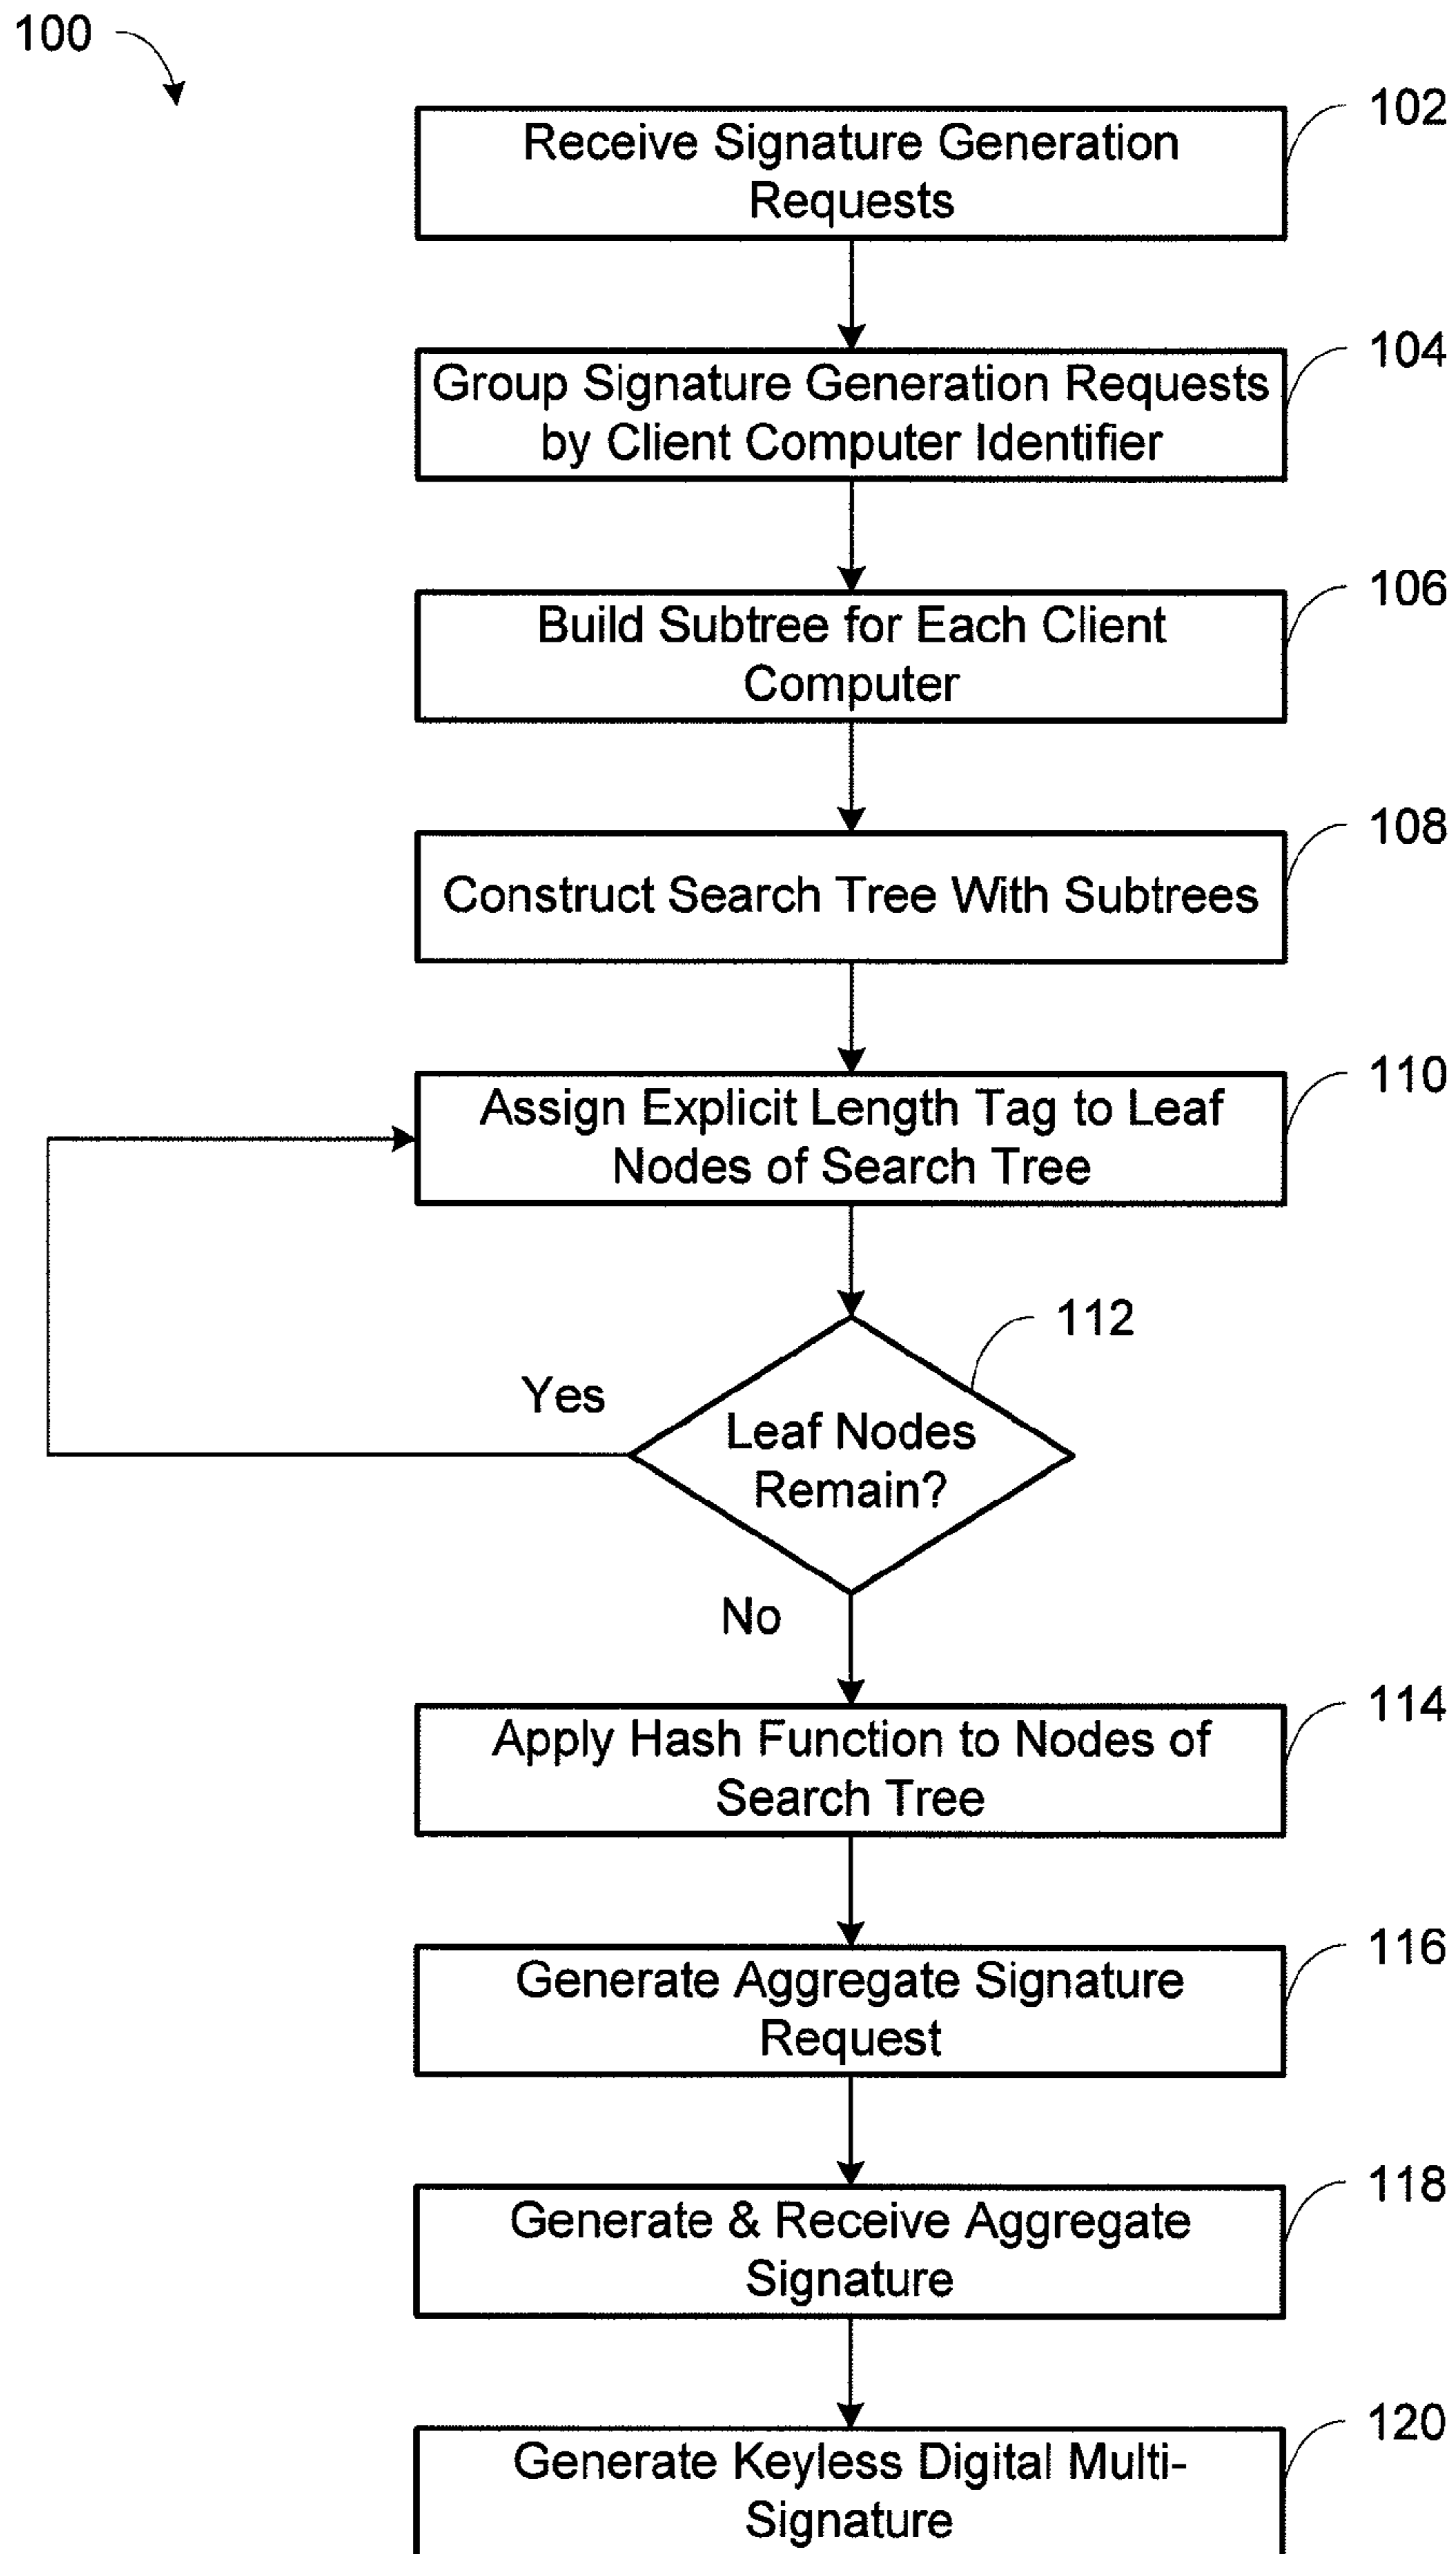 100
102
Receive Signature Generation
Requests
104
Group Signature Generation Requests
by Client Computer Identifier
106
Build Subtree for Each Client
Computer
108
Construct Search Tree With Subtrees
110
Assign Explicit Length Tag to Leaf
Nodes of Search Tree
112
Yes
Leaf Nodes
Remain?
No
114
Apply Hash Function to Nodes of
Search Tree
116
Generate Aggregate Signature
Request
118
Generate & Receive Aggregate
Signature
120
Generate Keyless Digital Multi-
Signature